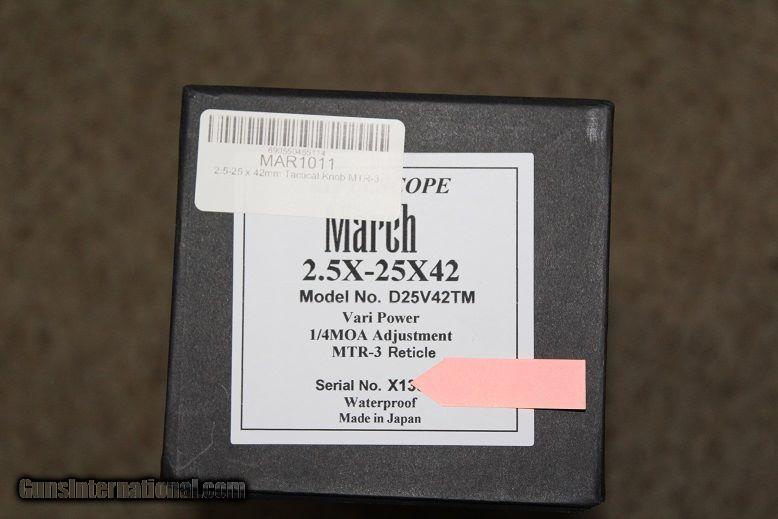 690550455114
MAR1011
2.5-25 x 42mm Tactical Knob MTR-3
COPE
March
2.5X-25X42
Model No. D25V42TM
Vari Power
1/4MOA Adjustment
MTR-3 Reticle
Serial No. X13
Waterproof
Made in Japan
GunsInternational.com